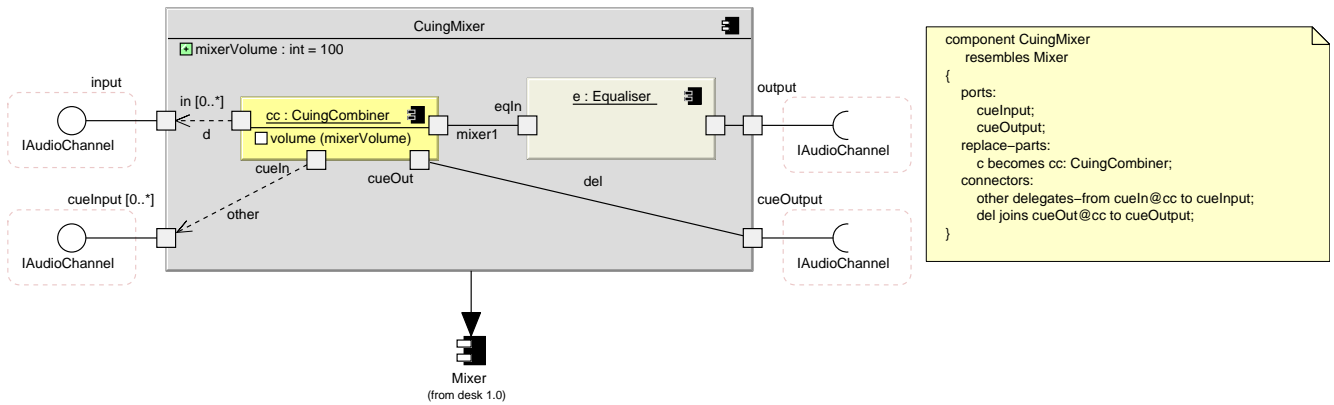 CuingMixer
mixerVolume : int = 100
input
IAudioChannel
in [0..*]
d
cc : CuingCombiner
volume (mixerVolume)
mixer1
eqIn
e : Equaliser
output
IAudioChannel
cueIn
cueOut
del
other
cueInput [0..*]
IAudioChannel
cueOutput
IAudioChannel
Mixer
(from desk 1.0)
component CuingMixer
resembles Mixer
{
ports:
cueInput;
cueOutput;
replace−parts:
c becomes cc: CuingCombiner;
connectors:
other delegates−from cueIn@cc to cueInput;
del joins cueOut@cc to cueOutput;
}